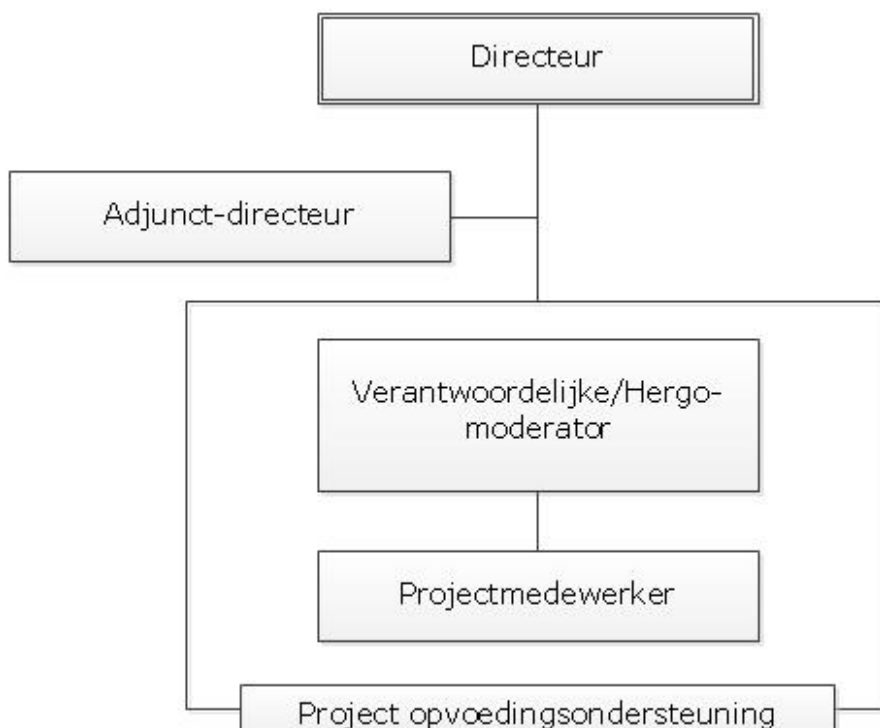 Directeur
Adjunct-directeur
Verantwoordelijke/Hergo-
moderator
Projectmedewerker
Project opvoedingsondersteuning